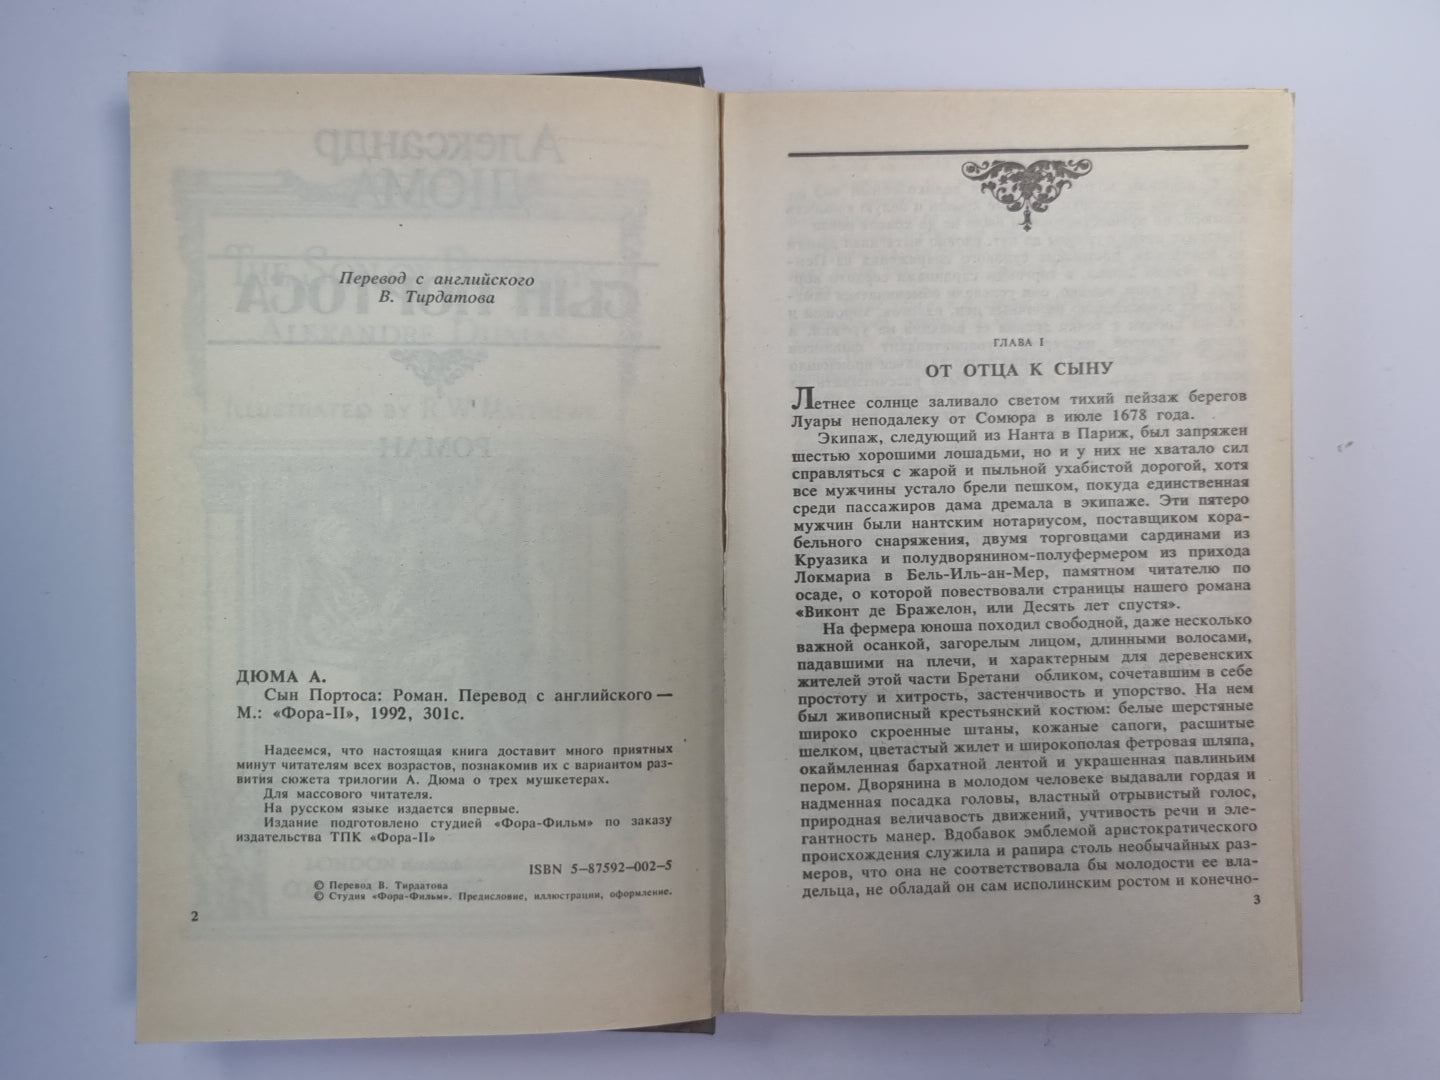 Перевод с английского
В. Тирдатова
ДЮМА А.
Сын Портоса: Роман. Перевод с английского —
М.: «Фора-II», 1992, 301с.
Надеемся, что настоящая книга доставит много приятных
минут читателям всех возрастов, познакомив их с вариантом раз-
вития сюжета трилогии А. Дюма о трех мушкетерах.
Для массового читателя.
На русском языке издается впервые.
Издание подготовлено студией «Фора-Фильм» по заказу
издательства ТПК «Фора-II»
ISBN 5—87592—002—5
© Перевод В. Тирдатова
© Студия «Фора-Фильм». Предисловие, иллюстрации, оформление.
2
ГЛАВА I
ОТ ОТЦА К СЫНУ
Летнее солнце заливало светом тихий пейзаж берегов
Луары неподалеку от Сомюра в июле 1678 года.
Экипаж, следующий из Нанта в Париж, был запряжен
шестью хорошими лошадьми, но и у них не хватало сил
справляться с жарой и пыльной ухабистой дорогой, хотя
все мужчины устало брели пешком, покуда единственная
среди пассажиров дама дремала в экипаже. Эти пятеро
мужчин были нантским нотариусом, поставщиком кора-
бельного снаряжения, двумя торговцами сардинами из
Круазика и полудворянином-полуфермером из прихода
Локмариа в Бель-Иль-ан-Мер, памятном читателю по
осаде, о которой повествовали страницы нашего романа
«Виконт де Бражелон, или Десять лет спустя».
На фермера юноша походил свободной, даже несколько
важной осанкой, загорелым лицом, длинными волосами,
падавшими на плечи, и характерным для деревенских
жителей этой части Бретани обликом, сочетавшим в себе
простоту и хитрость, застенчивость и упорство. На нем
был живописный крестьянский костюм: белые шерстяные
широко скроенные штаны, кожаные сапоги, расшитые
шелком, цветастый жилет и широкополая фетровая шляпа,
окаймленная бархатной лентой и украшенная павлиньим
пером. Дворянина в молодом человеке выдавали гордая и
надменная посадка головы, властный отрывистый голос,
природная величавость движений, учтивость речи и эле-
гантность манер. Вдобавок эмблемой аристократического
происхождения служила и рапира столь необычайных раз-
меров, что она не соответствовала бы молодости ее вла-
дельца, не обладай он сам исполинским ростом и конечно-
3